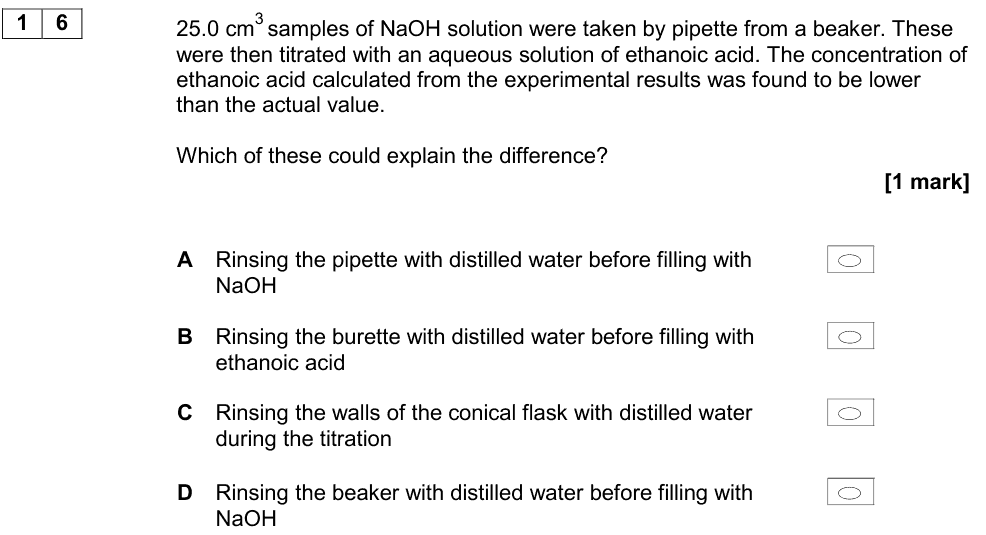 1 6
25.0 cm³ samples of NaOH solution were taken by pipette from a beaker. These
were then titrated with an aqueous solution of ethanoic acid. The concentration of
ethanoic acid calculated from the experimental results was found to be lower
than the actual value.
Which of these could explain the difference?
[1 mark]
A Rinsing the pipette with distilled water before filling with
NaOH
B Rinsing the burette with distilled water before filling with
ethanoic acid
C Rinsing the walls of the conical flask with distilled water
during the titration
D Rinsing the beaker with distilled water before filling with
NaOH